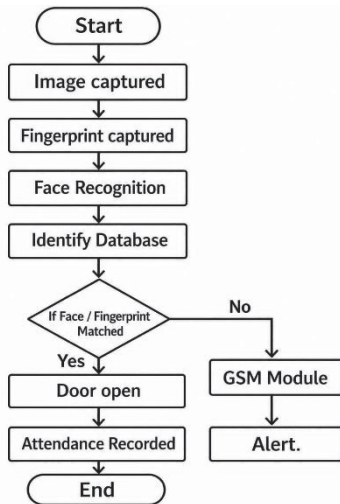 Start
Image captured
Fingerprint captured
Face Recognition
Identify Database
If Face / Fingerprint
Matched
No
Yes
GSM Module
Door open
Alert.
Attendance Recorded
End